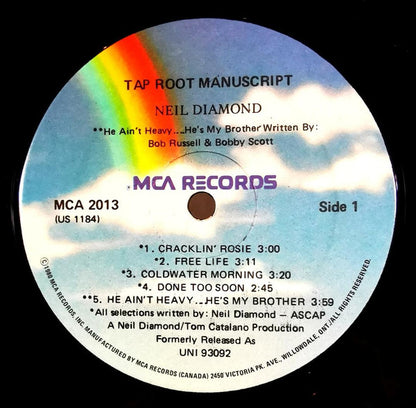 TAP ROOT MANUSCRIPT
NEIL DIAMOND
**He Ain't Heavy...He's My Brother Written By:
Bob Russell & Bobby Scott
MCA RECORDS
MCA 2013
(US 1184)
Side 1
*1. CRACKLIN' ROSIE 3:00
*2. FREE LIFE 3:11
*3. COLDWATER MORNING 3:20
*4. DONE TOO SOON 2:45
**5. HE AIN'T HEAVY...HE'S MY BROTHER 3:59
*All selections written by: Neil Diamond — ASCAP
A Neil Diamond/Tom Catalano Production
Formerly Released As
UNI 93092
©1980 MCA RECORDS, INC. MANUFACTURED BY MCA RECORDS (CANADA) 2450 VICTORIA PK. AVE., WILLOWDALE, ONT./ALL RIGHTS RESERVED.